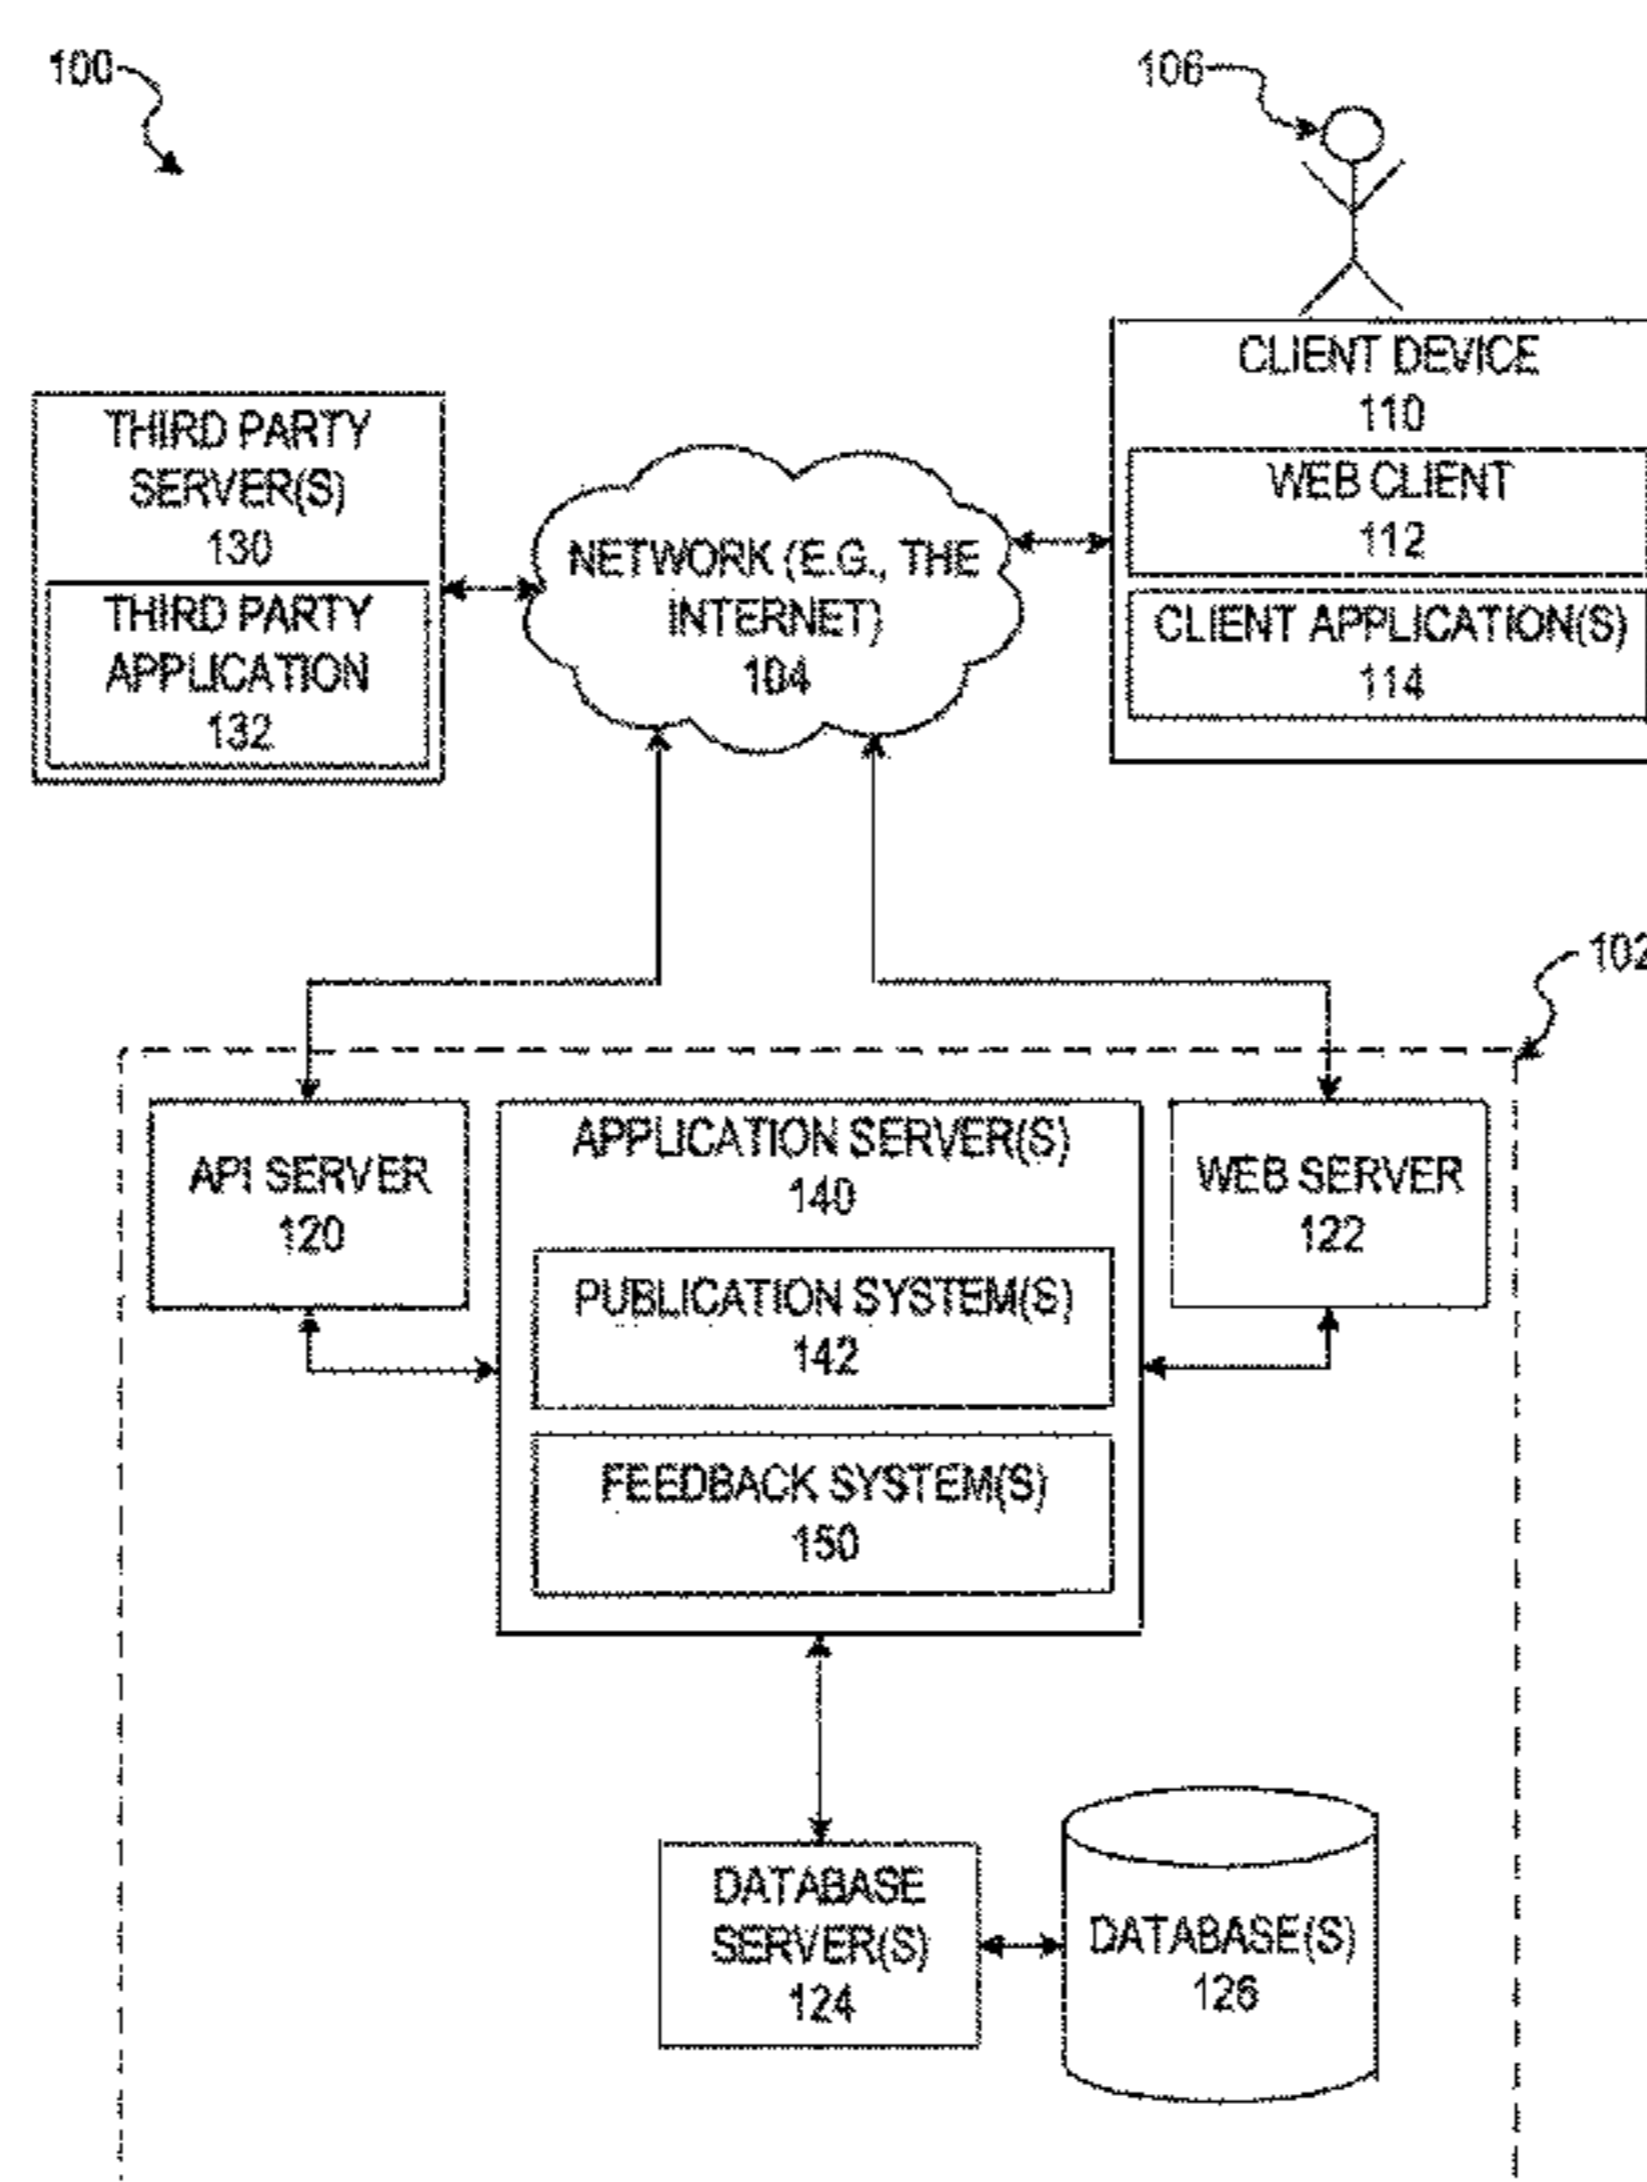 100
106
CLIENT DEVICE
110
WEB CLIENT
112
CLIENT APPLICATION(S)
114
THIRD PARTY
SERVER(S)
130
THIRD PARTY
APPLICATION
132
NETWORK (E.G., THE
INTERNET)
104
102
API SERVER
120
APPLICATION SERVER(S)
140
PUBLICATION SYSTEM(S)
142
FEEDBACK SYSTEM(S)
150
WEB SERVER
122
DATABASE
SERVER(S)
124
DATABASE(S)
126